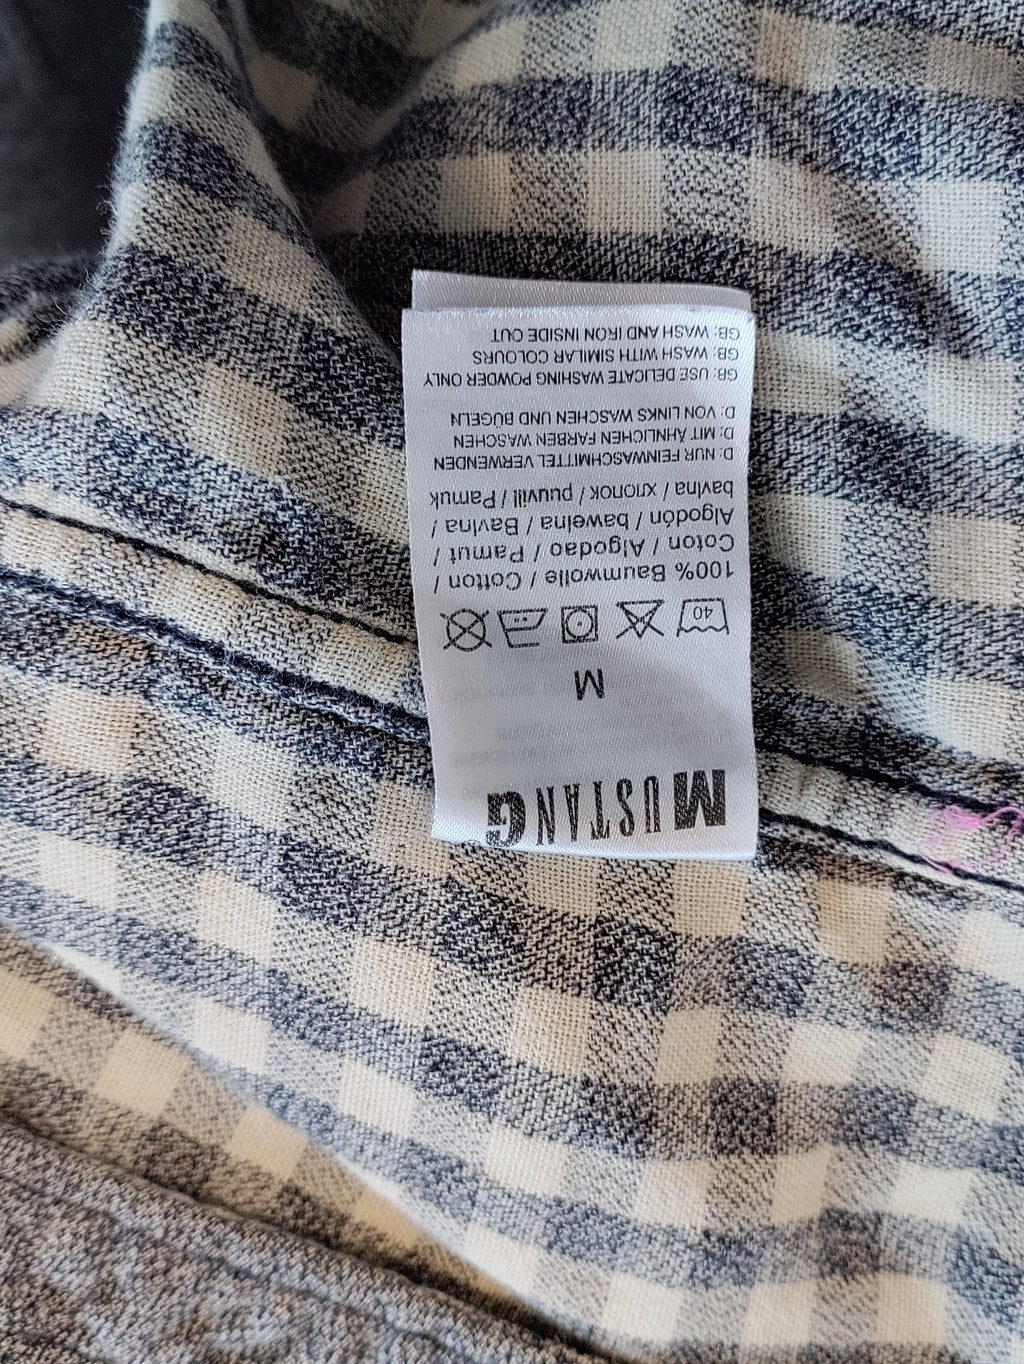 MUSTANG
M
40
100% Baumwolle / Cotton /
Coton / Algodao / Pamut /
Algodón / bawełna / Bavlna /
bavlna / хлопок / puuvill / Pamuk
D: NUR FEINWASCHMITTEL VERWENDEN
D: MIT ÄHNLICHEN FARBEN WASCHEN
D: VON LINKS WASCHEN UND BÜGELN
GB: USE DELICATE WASHING POWDER ONLY
GB: WASH WITH SIMILAR COLOURS
GB: WASH AND IRON INSIDE OUT